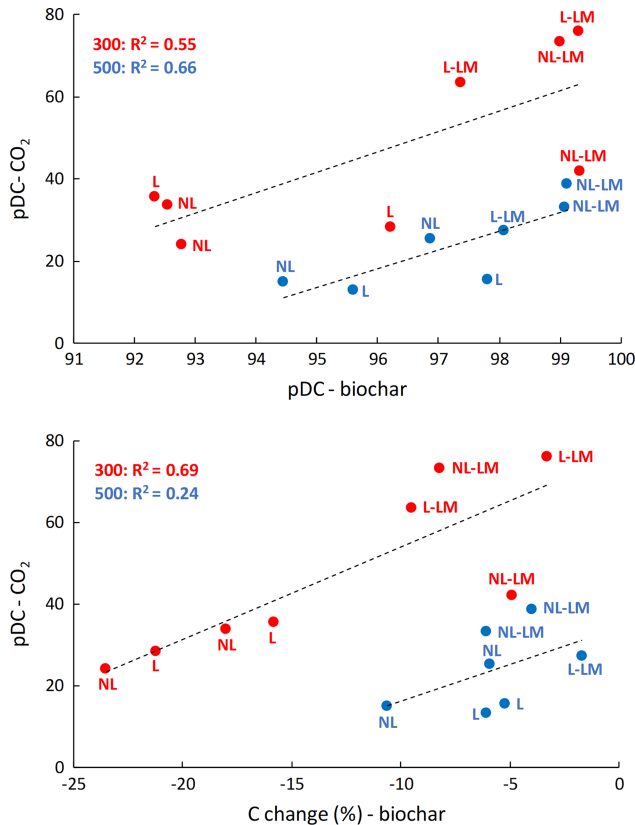 80
60
40
20
0
pDC- CO2
300: R2 = 0.55
500: R2 = 0.66
L-LM
NL-LM
L-LM
NL-LM
L
NL
NL
L
NL-LM
NL-LM
NL
L-LM
NL
L
L
91 92 93 94 95 96 97 98 99 100
pDC - biochar
80
60
40
20
0
pDC - CO2
300: R2 = 0.69
500: R2 = 0.24
NL-LM
L-LM
L-LM
NL-LM
NL-LM
NL-LM
NL
L-LM
NL
L
NL
L
NL
L
L
-25 -20 -15 -10 -5 0
C change (%) - biochar